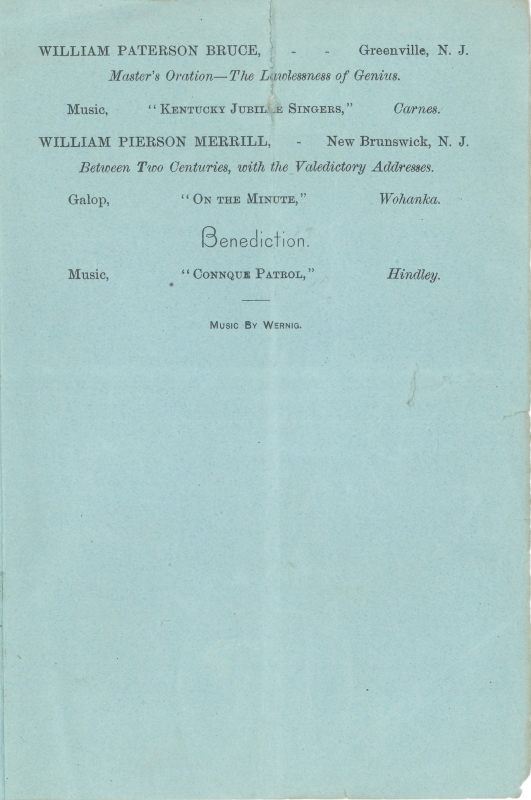 WILLIAM PATERSON BRUCE, - - Greenville, N. J.
Master's Oration—The Lawlessness of Genius.
Music, "KENTUCKY JUBILEE SINGERS," Carnes.
WILLIAM PIERSON MERRILL, - New Brunswick, N. J.
Between Two Centuries, with the Valedictory Addresses.
Galop, "ON THE MINUTE," Wohanka.
Benediction.
Music, "CONNQUE PATROL," Hindley.
MUSIC BY WERNIG.